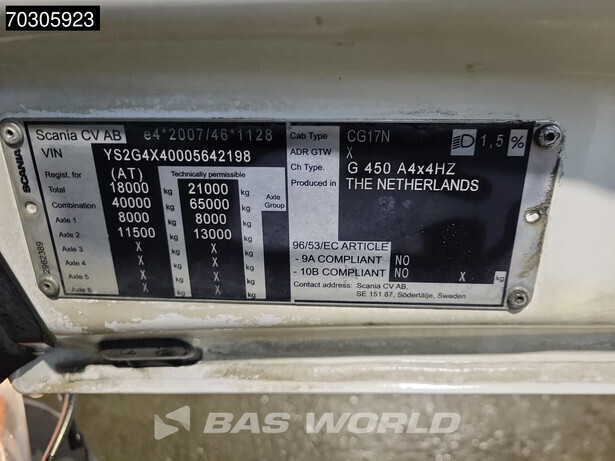 70305923
Scania CV AB e4*2007/46*1128
VIN YS2G4X40005642198
Reg. for: (AT) Technically permissible
Total 18000 kg 21000 kg
Combination 40000 kg 65000 kg Axle Group
Axle 1 8000 kg 8000 kg
Axle 2 11500 kg 13000 kg
Axle 3 X kg X kg
Axle 4 X kg X kg
Axle 5 X kg X kg
Axle 6 X kg X kg kg
Cab Type CG17N 1,5 %
ADR GTW X
Ch Type. G 450 A4x4HZ
Produced in THE NETHERLANDS
96/53/EC ARTICLE
- 9A COMPLIANT NO
- 10B COMPLIANT NO X kg
Contact address: Scania CV AB,
SE 151 87, Södertälje, Sweden
SCANIA
2962389
BAS WORLD